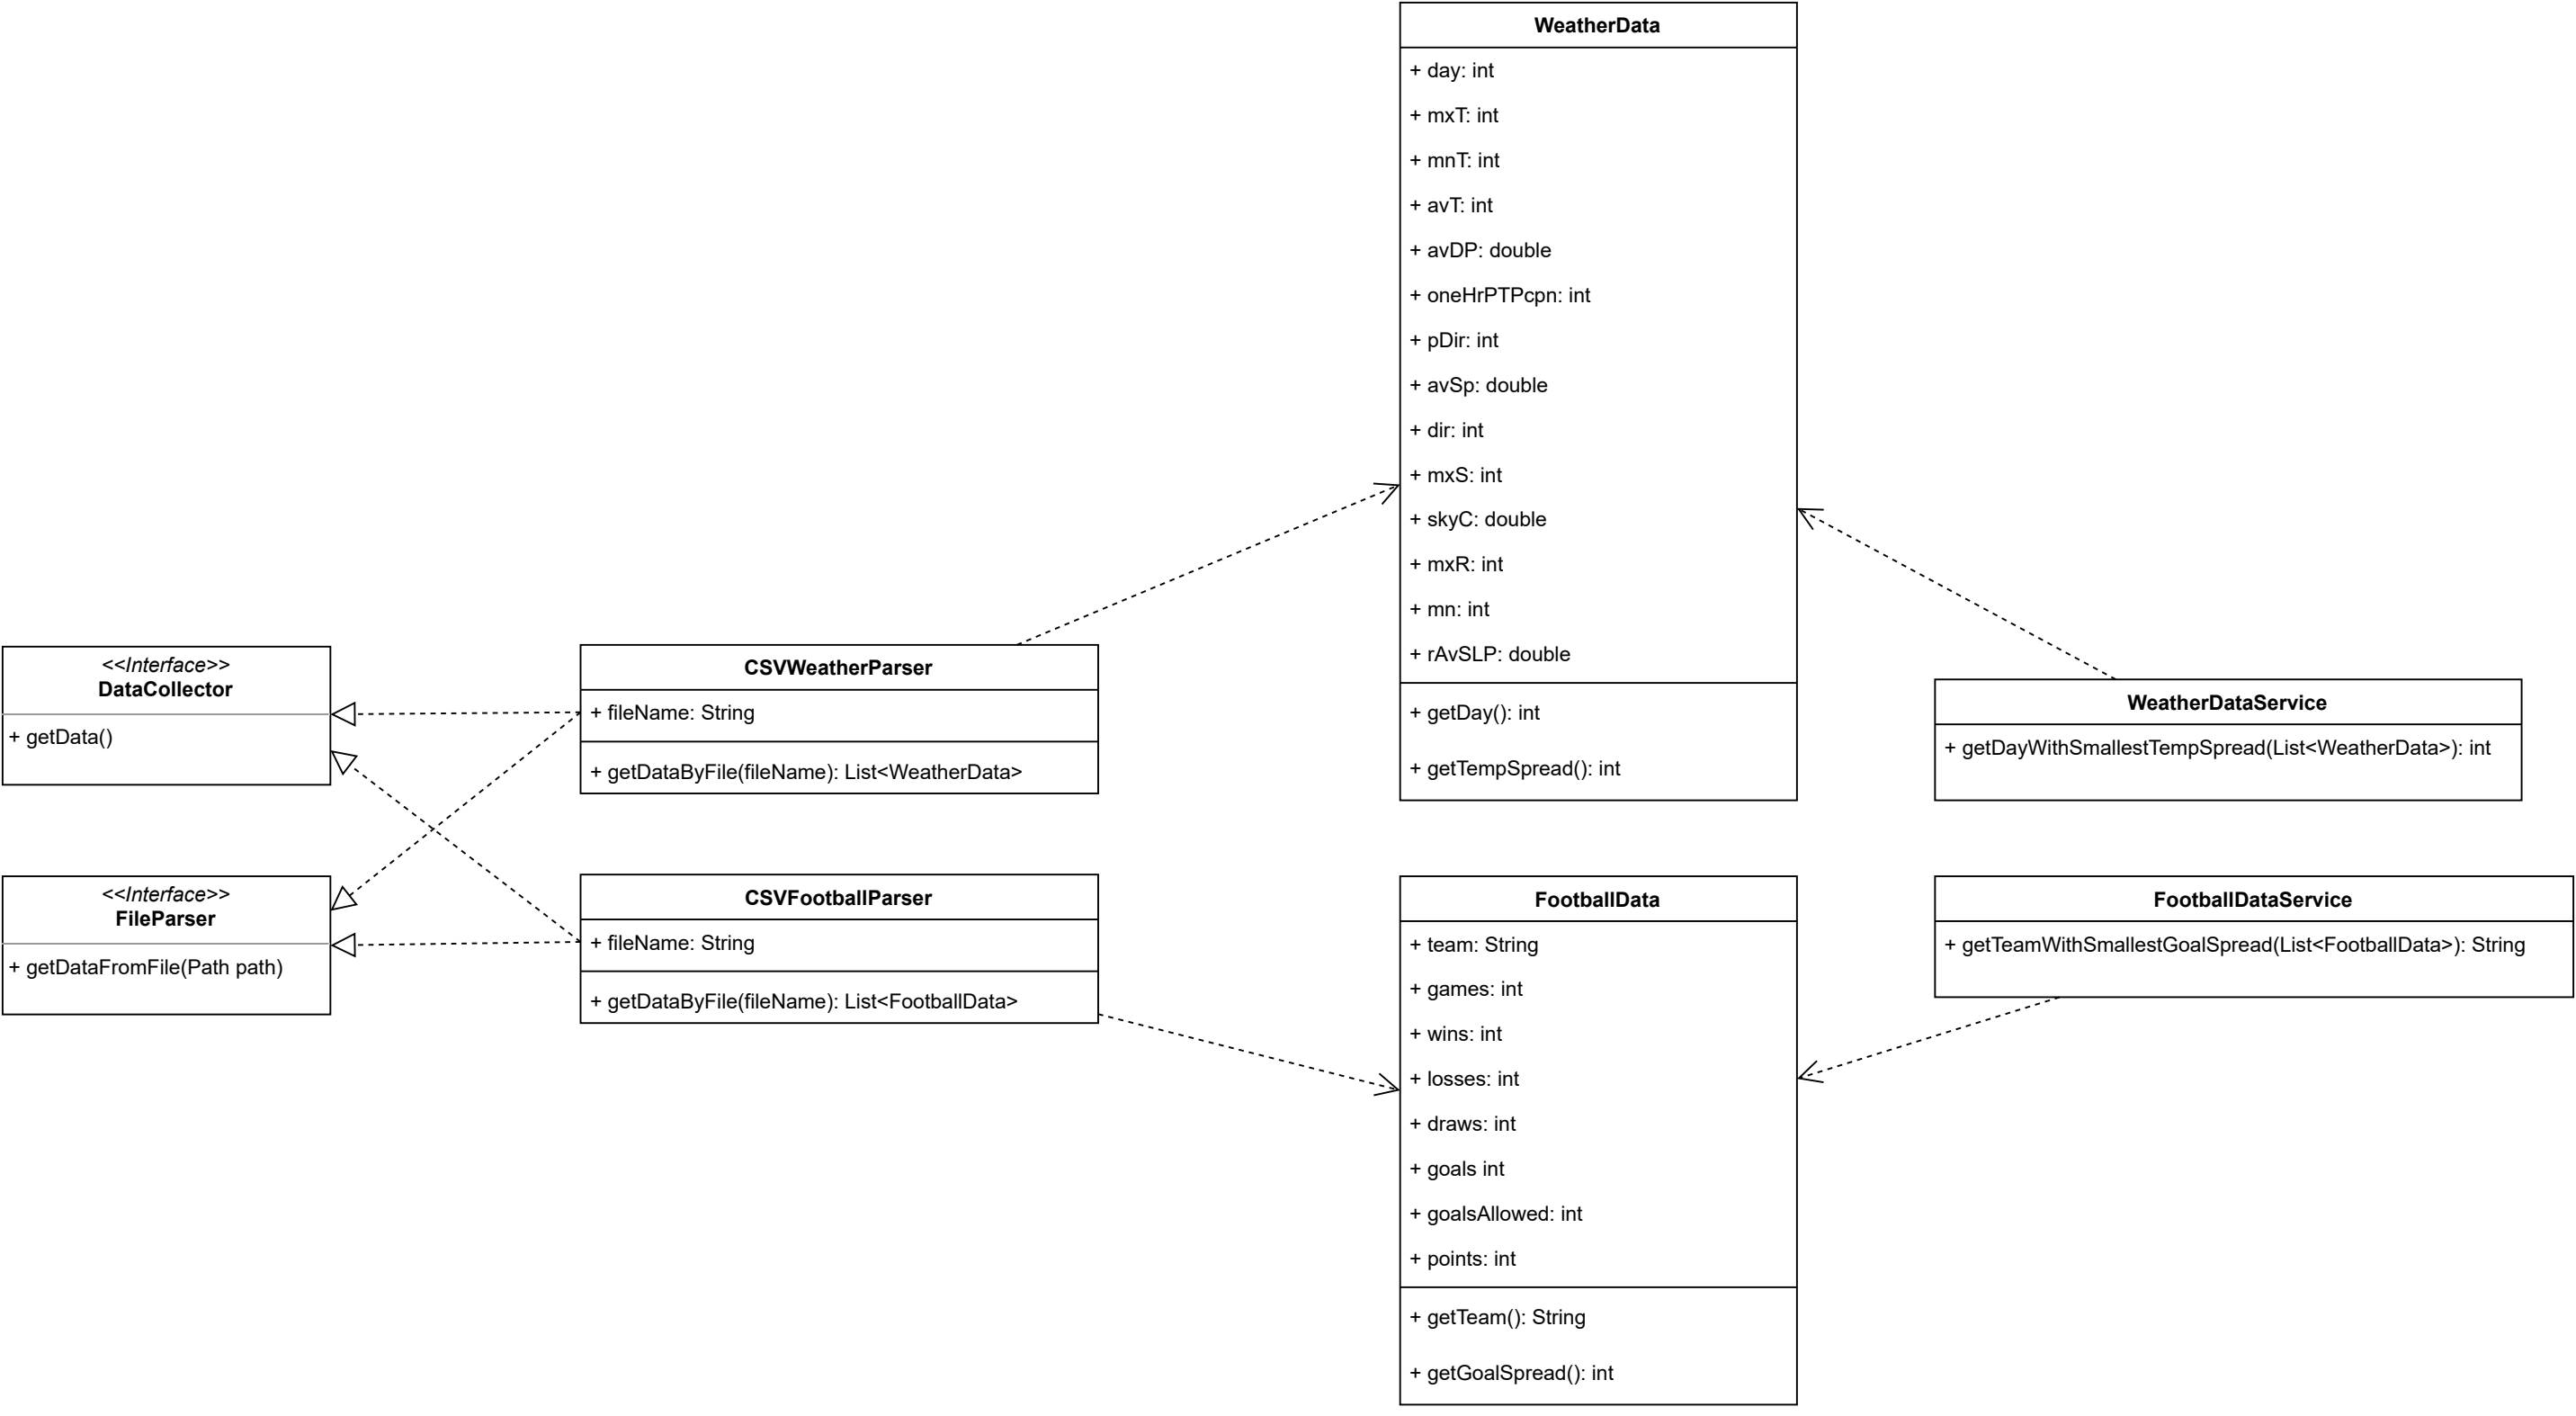 WeatherData
+ day: int
+ mxT: int
+ mnT: int
+ avT: int
+ avDP: double
+ oneHrPTPcpn: int
+ pDir: int
+ avSp: double
+ dir: int
+ mxS: int
+ skyC: double
+ mxR: int
+ mn: int
+ rAvSLP: double
+ getDay(): int
+ getTempSpread(): int
<<Interface>>
DataCollector
+ getData()
CSVWeatherParser
+ fileName: String
+ getDataByFile(fileName): List<WeatherData>
WeatherDataService
+ getDayWithSmallestTempSpread(List<WeatherData>): int
<<Interface>>
FileParser
+ getDataFromFile(Path path)
CSVFootballParser
+ fileName: String
+ getDataByFile(fileName): List<FootballData>
FootballData
+ team: String
+ games: int
+ wins: int
+ losses: int
+ draws: int
+ goals int
+ goalsAllowed: int
+ points: int
+ getTeam(): String
+ getGoalSpread(): int
FootballDataService
+ getTeamWithSmallestGoalSpread(List<FootballData>): String